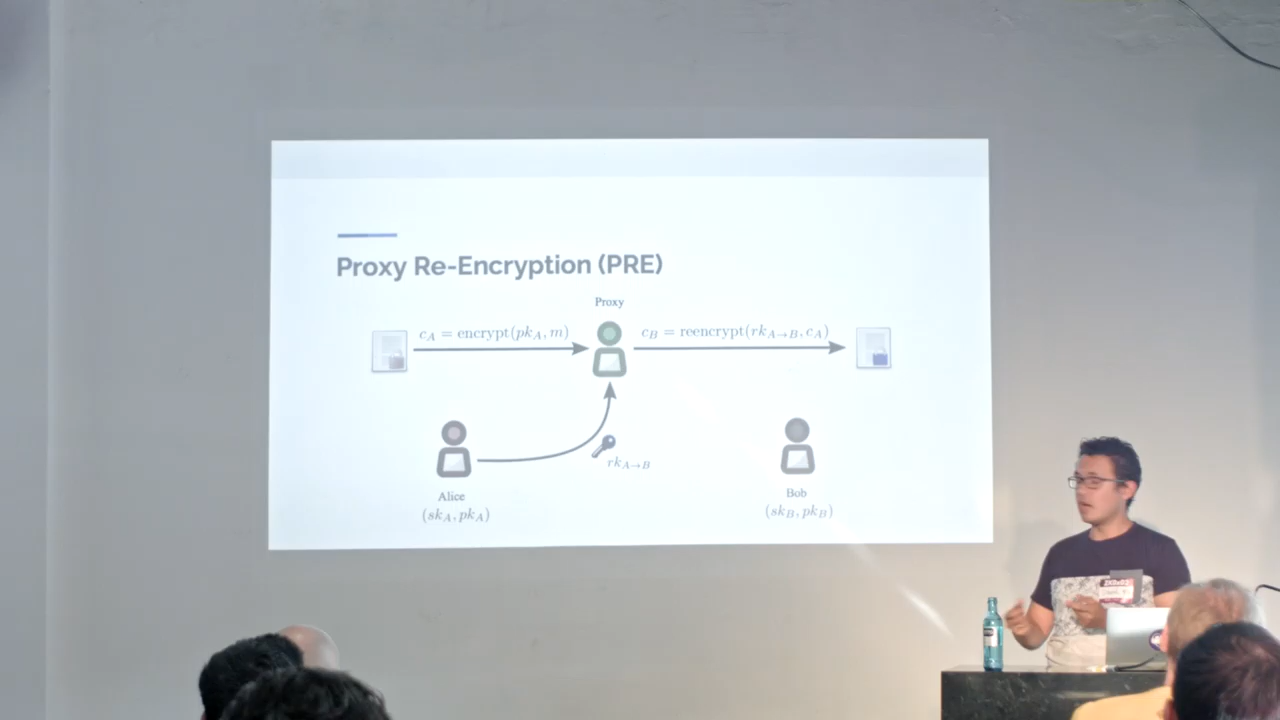 Proxy Re-Encryption (PRE)
Proxy
c_A = encrypt(pk_A, m)
c_B = reencrypt(rk_{A→B}, c_A)
rk_{A→B}
Alice
(sk_A, pk_A)
Bob
(sk_B, pk_B)